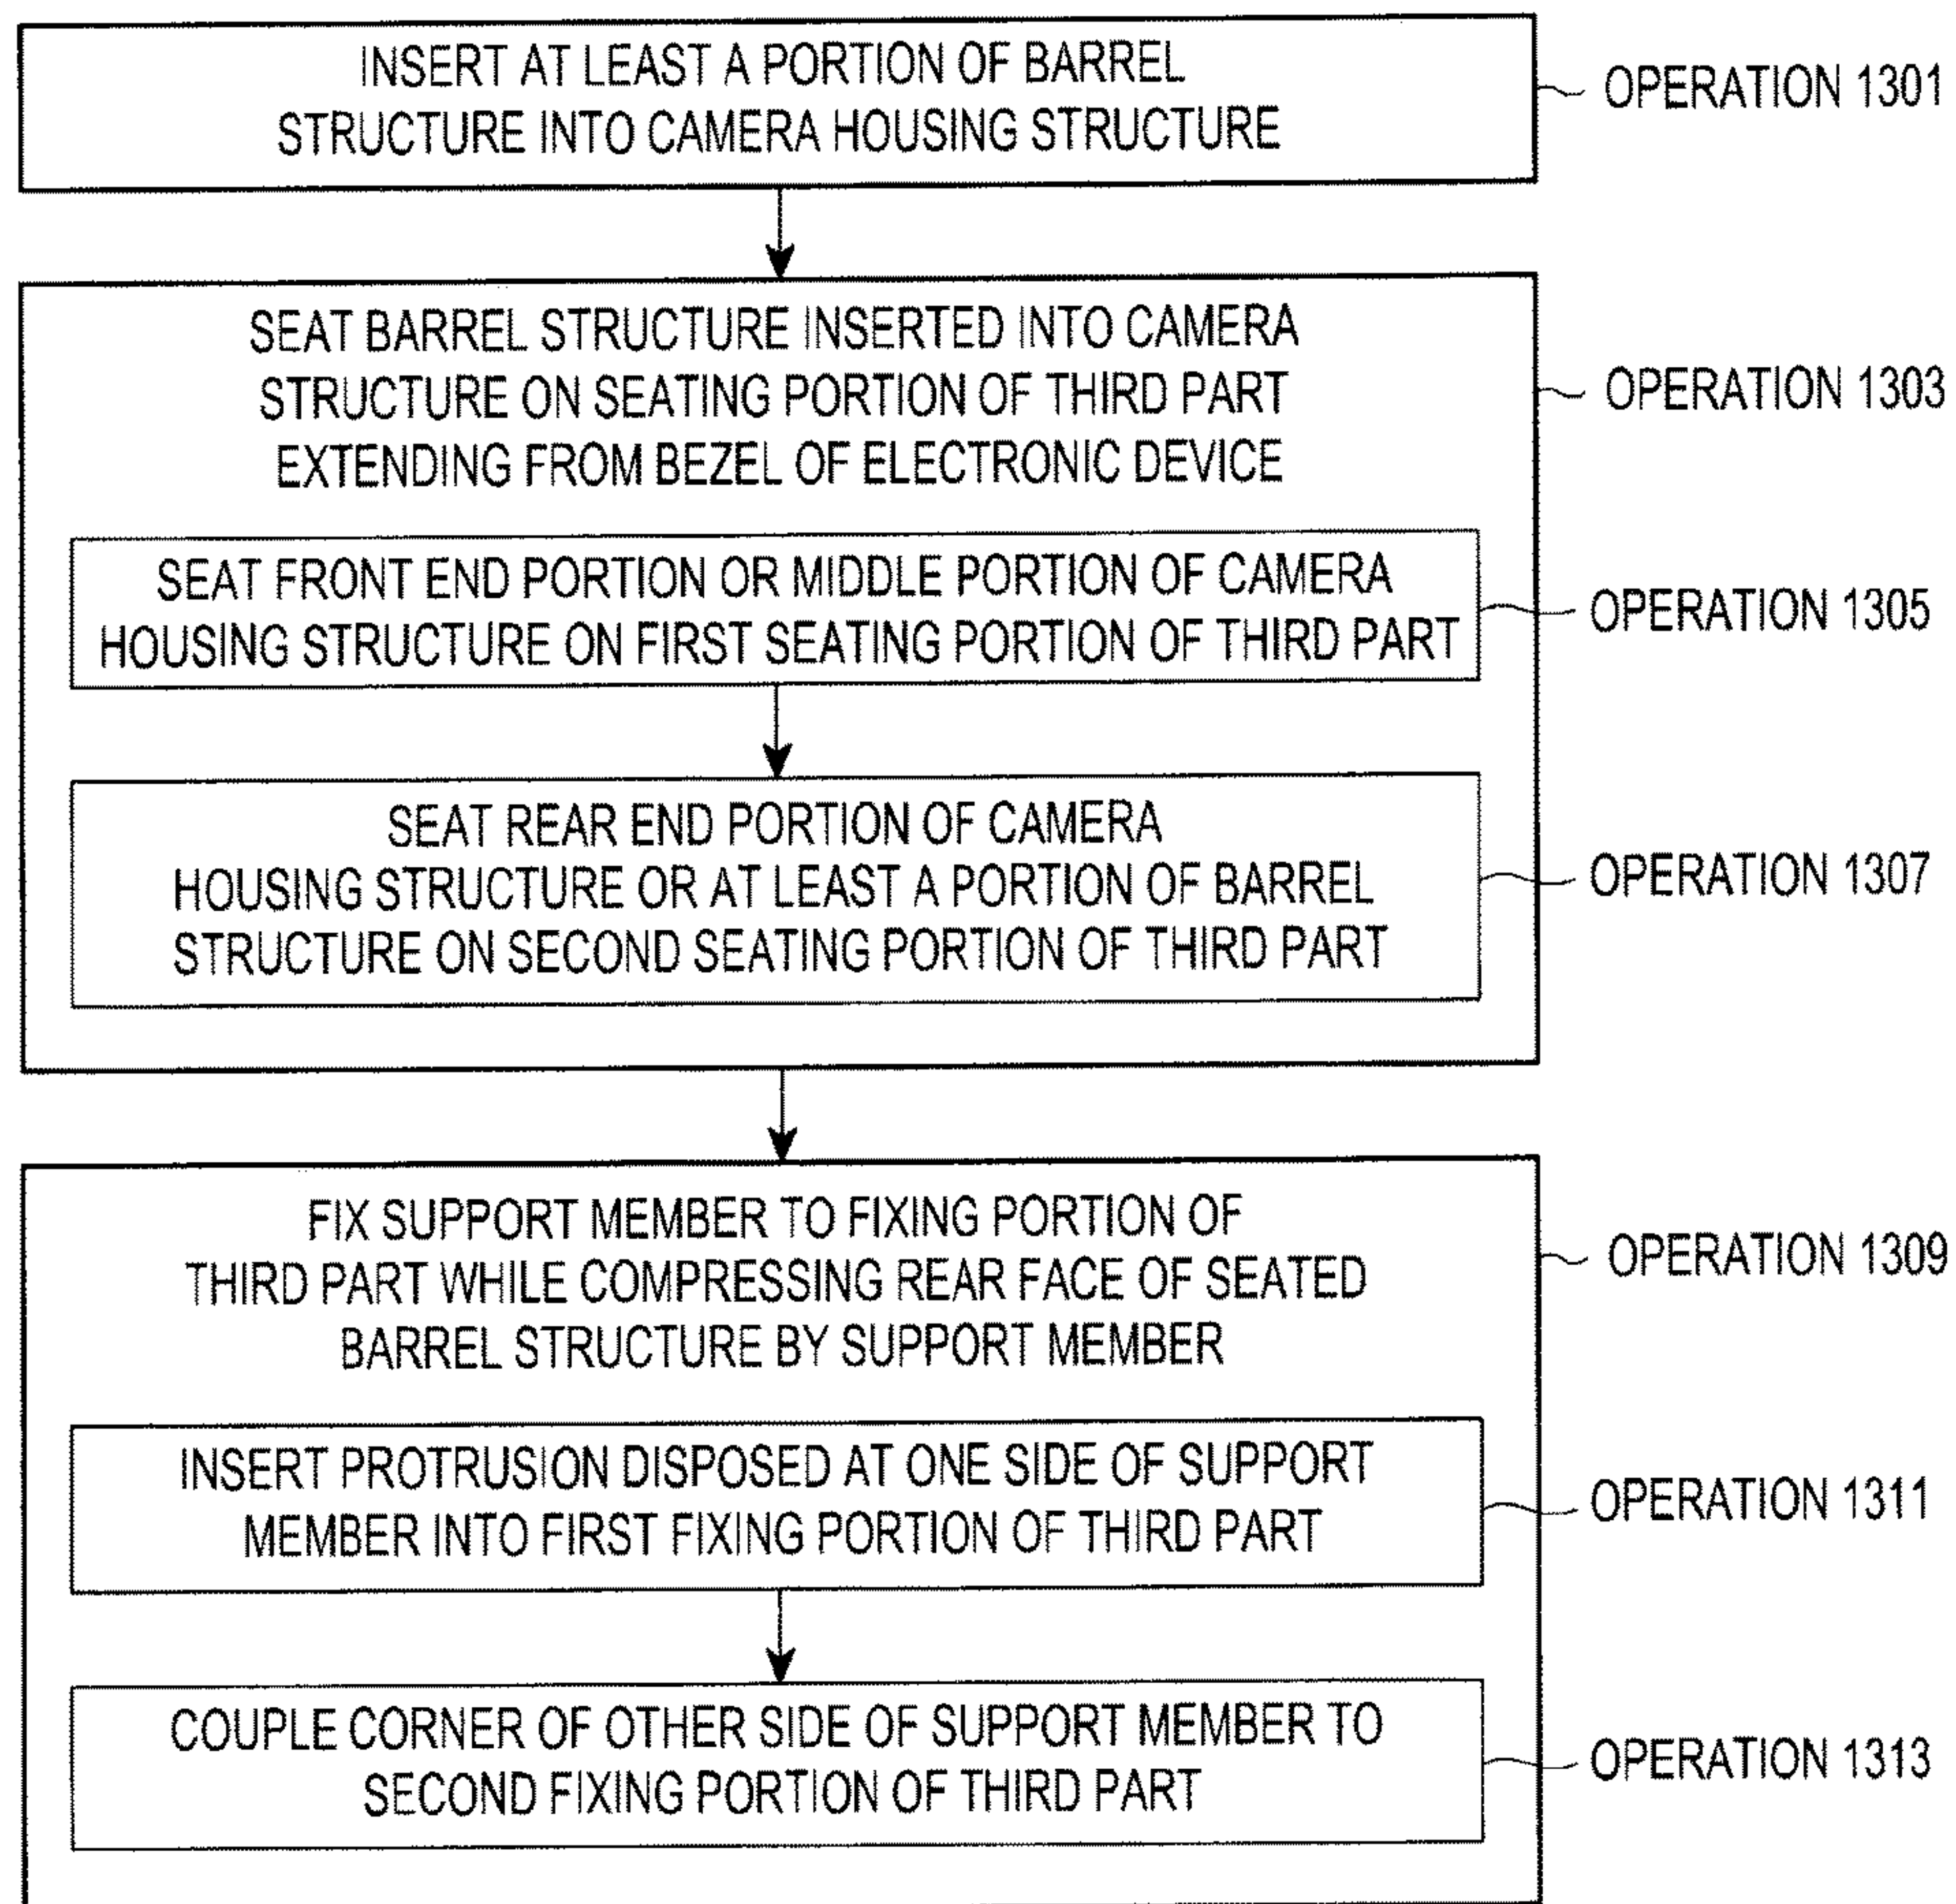 INSERT AT LEAST A PORTION OF BARREL
STRUCTURE INTO CAMERA HOUSING STRUCTURE
OPERATION 1301
SEAT BARREL STRUCTURE INSERTED INTO CAMERA
STRUCTURE ON SEATING PORTION OF THIRD PART
EXTENDING FROM BEZEL OF ELECTRONIC DEVICE
OPERATION 1303
SEAT FRONT END PORTION OR MIDDLE PORTION OF CAMERA
HOUSING STRUCTURE ON FIRST SEATING PORTION OF THIRD PART
OPERATION 1305
SEAT REAR END PORTION OF CAMERA
HOUSING STRUCTURE OR AT LEAST A PORTION OF BARREL
STRUCTURE ON SECOND SEATING PORTION OF THIRD PART
OPERATION 1307
FIX SUPPORT MEMBER TO FIXING PORTION OF
THIRD PART WHILE COMPRESSING REAR FACE OF SEATED
BARREL STRUCTURE BY SUPPORT MEMBER
OPERATION 1309
INSERT PROTRUSION DISPOSED AT ONE SIDE OF SUPPORT
MEMBER INTO FIRST FIXING PORTION OF THIRD PART
OPERATION 1311
COUPLE CORNER OF OTHER SIDE OF SUPPORT MEMBER TO
SECOND FIXING PORTION OF THIRD PART
OPERATION 1313